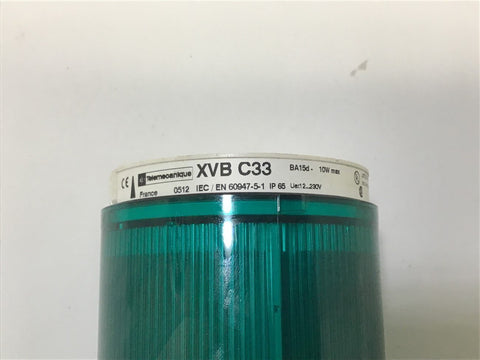 CE Telemecanique XVB C33 BA15d - 10W max
France 0512 IEC / EN 60947-5-1 IP 65 Ue:12...230V